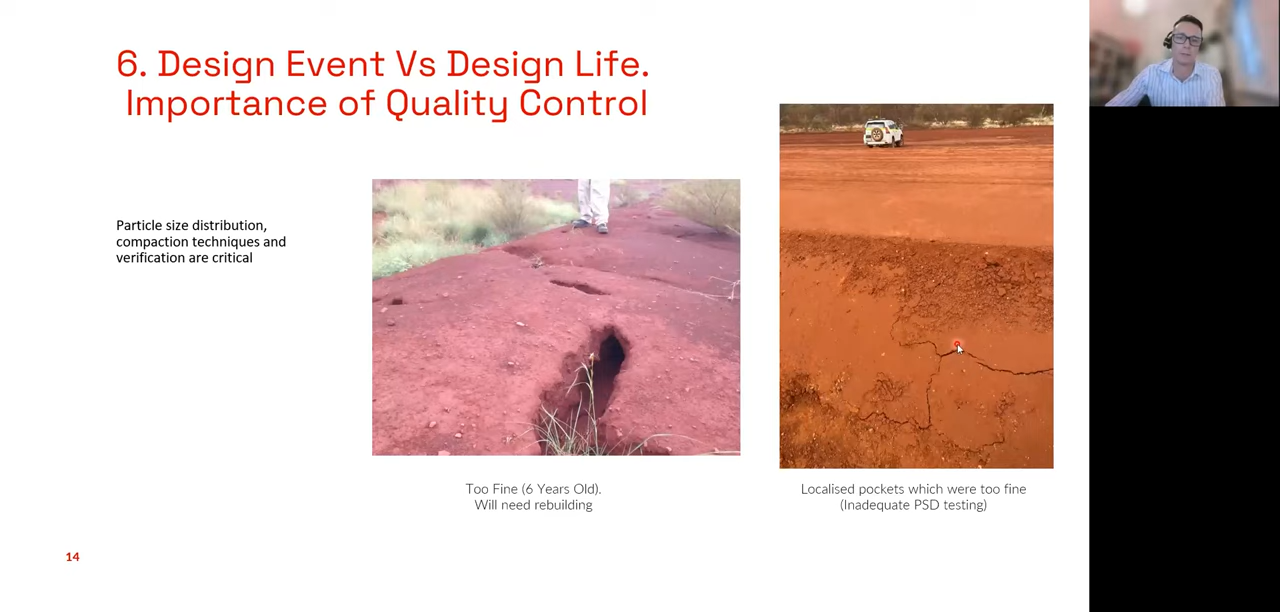 6. Design Event Vs Design Life.
Importance of Quality Control
Particle size distribution,
compaction techniques and
verification are critical
Too Fine (6 Years Old).
Will need rebuilding
Localised pockets which were too fine
(Inadequate PSD testing)
14